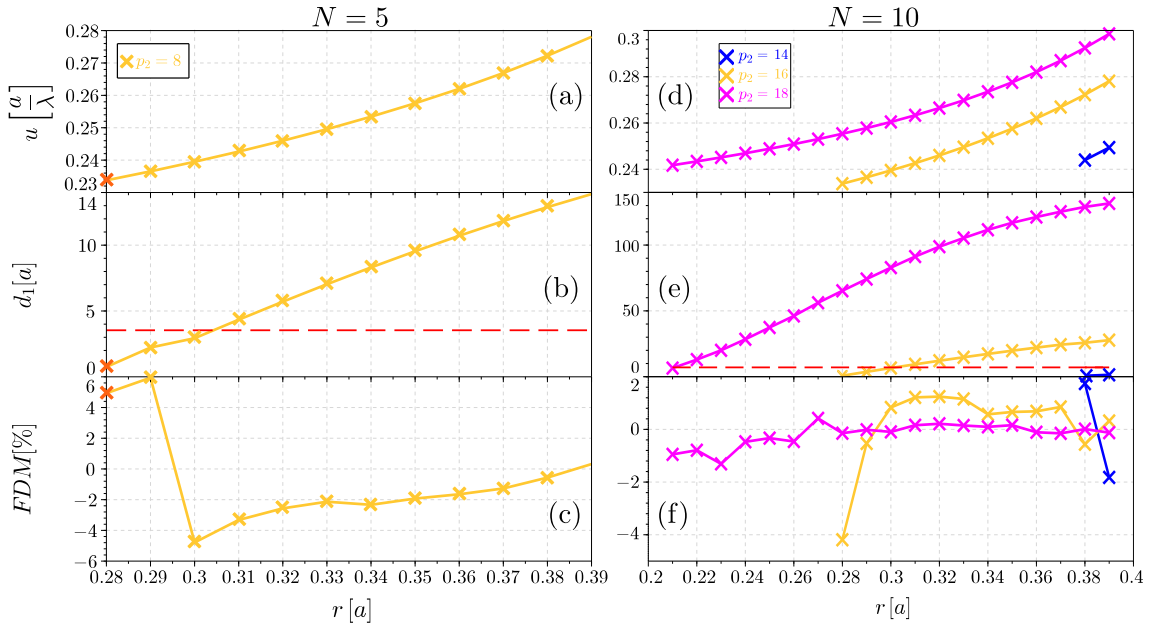 N = 5
N = 10
u [a/λ]
0.28
0.27
0.26
0.25
0.24
0.23
p₂ = 8
(a)
0.3
0.28
0.26
0.24
p₂ = 14
p₂ = 16
p₂ = 18
(d)
d₁[a]
14
10
5
0
(b)
150
100
50
0
(e)
FDM[%]
6
4
2
0
−2
−4
−6
(c)
2
0
−2
−4
(f)
0.28 0.29 0.3 0.31 0.32 0.33 0.34 0.35 0.36 0.37 0.38 0.39
0.2 0.22 0.24 0.26 0.28 0.3 0.32 0.34 0.36 0.38 0.4
r [a]
r [a]